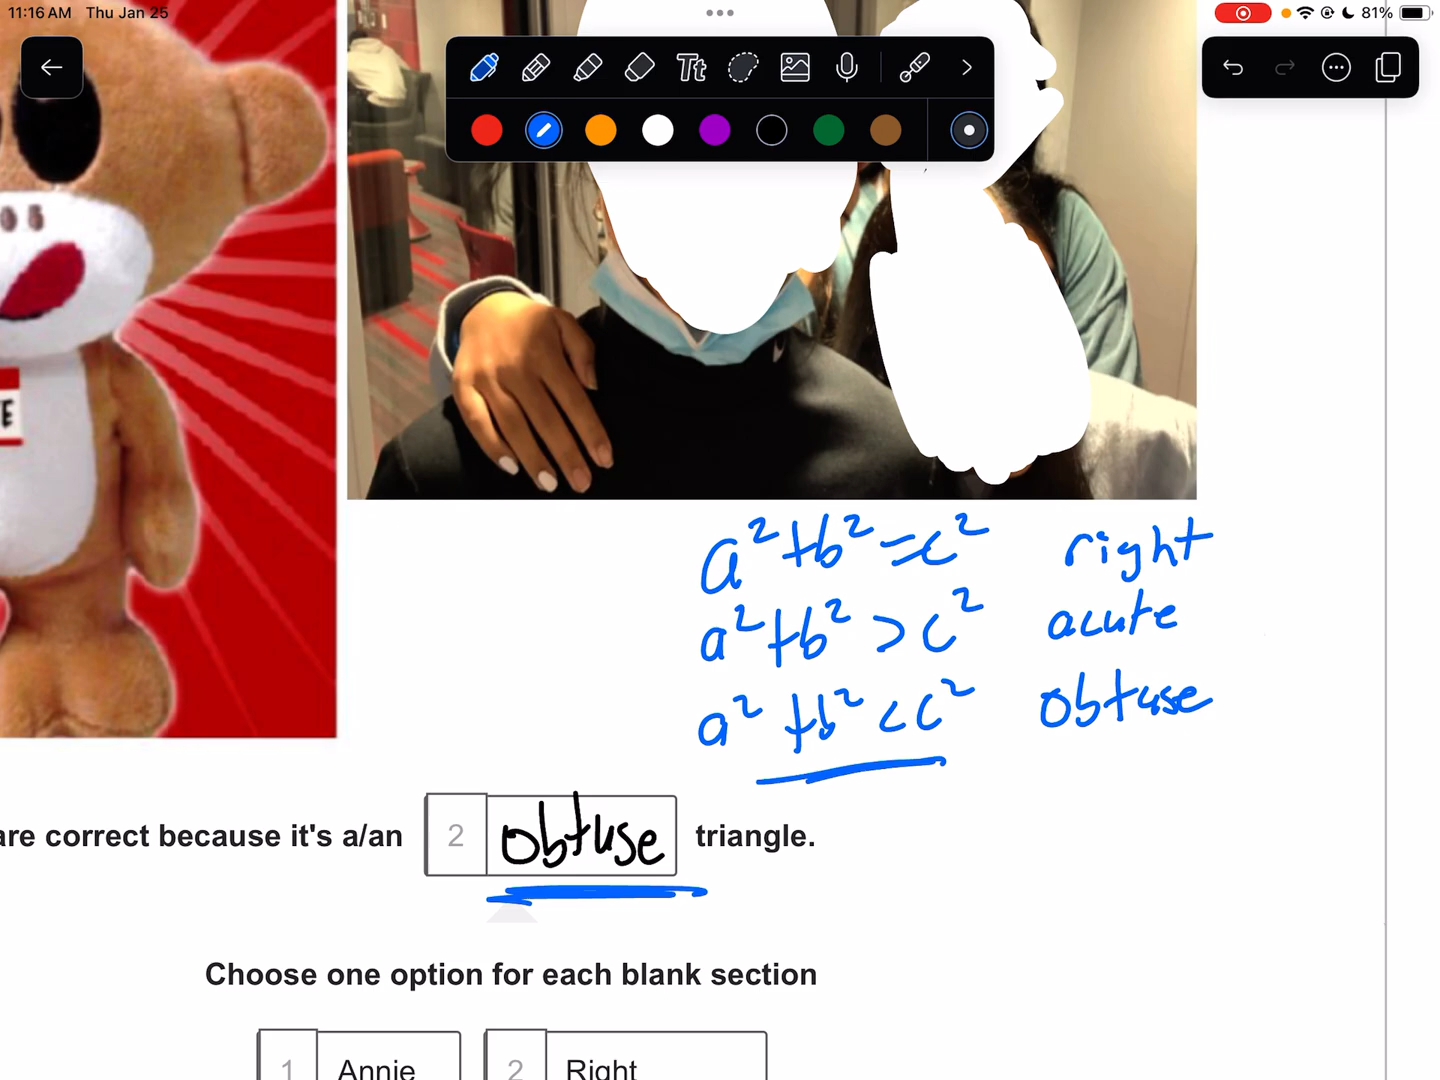 11:16 AM Thu Jan 25
81%
Tt
E
a² + b² = c² right
a² + b² > c² acute
a² + b² < c² obtuse
are correct because it's a/an 2 obtuse triangle.
Choose one option for each blank section
1 Annie 2 Right